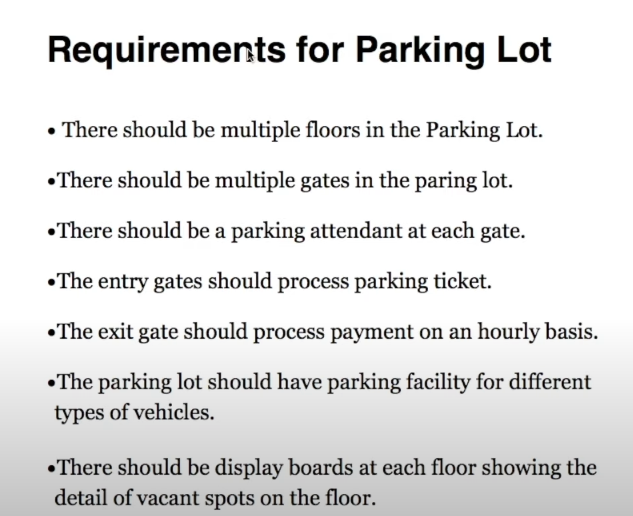 Requirements for Parking Lot
• There should be multiple floors in the Parking Lot.
•There should be multiple gates in the paring lot.
•There should be a parking attendant at each gate.
•The entry gates should process parking ticket.
•The exit gate should process payment on an hourly basis.
•The parking lot should have parking facility for different
types of vehicles.
•There should be display boards at each floor showing the
detail of vacant spots on the floor.